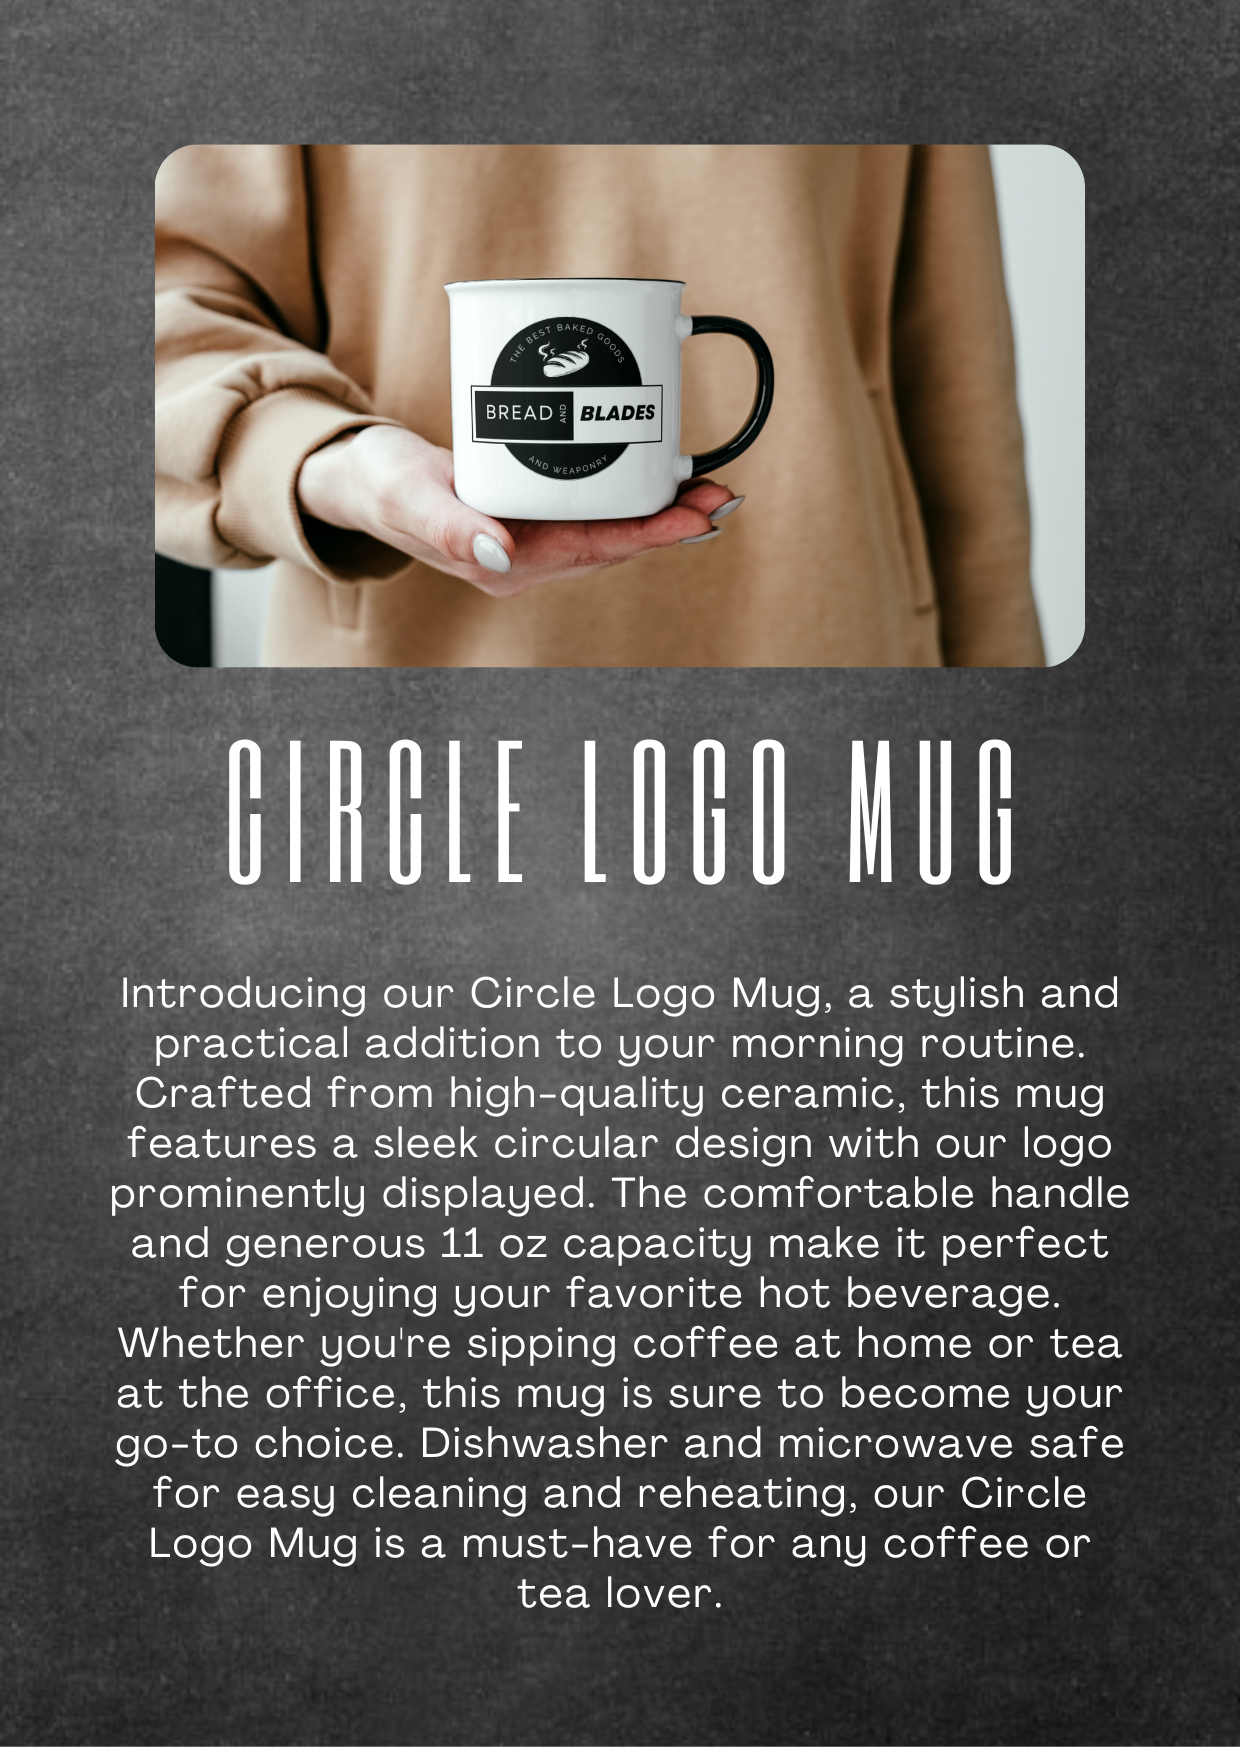 THE BEST BAKED GOODS
BREAD AND BLADES
AND WEAPONRY
CIRCLE LOGO MUG
Introducing our Circle Logo Mug, a stylish and
practical addition to your morning routine.
Crafted from high-quality ceramic, this mug
features a sleek circular design with our logo
prominently displayed. The comfortable handle
and generous 11 oz capacity make it perfect
for enjoying your favorite hot beverage.
Whether you're sipping coffee at home or tea
at the office, this mug is sure to become your
go-to choice. Dishwasher and microwave safe
for easy cleaning and reheating, our Circle
Logo Mug is a must-have for any coffee or
tea lover.